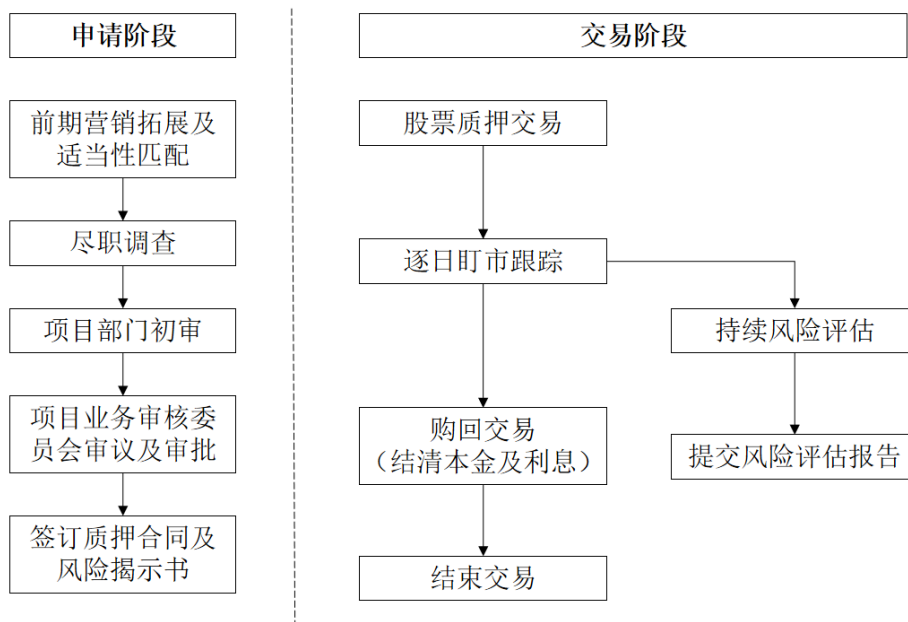 申请阶段
前期营销拓展及
适当性匹配
尽职调查
项目部门初审
项目业务审核委
员会审议及审批
签订质押合同及
风险揭示书
交易阶段
股票质押交易
逐日盯市跟踪
持续风险评估
购回交易
（结清本金及利息）
提交风险评估报告
结束交易